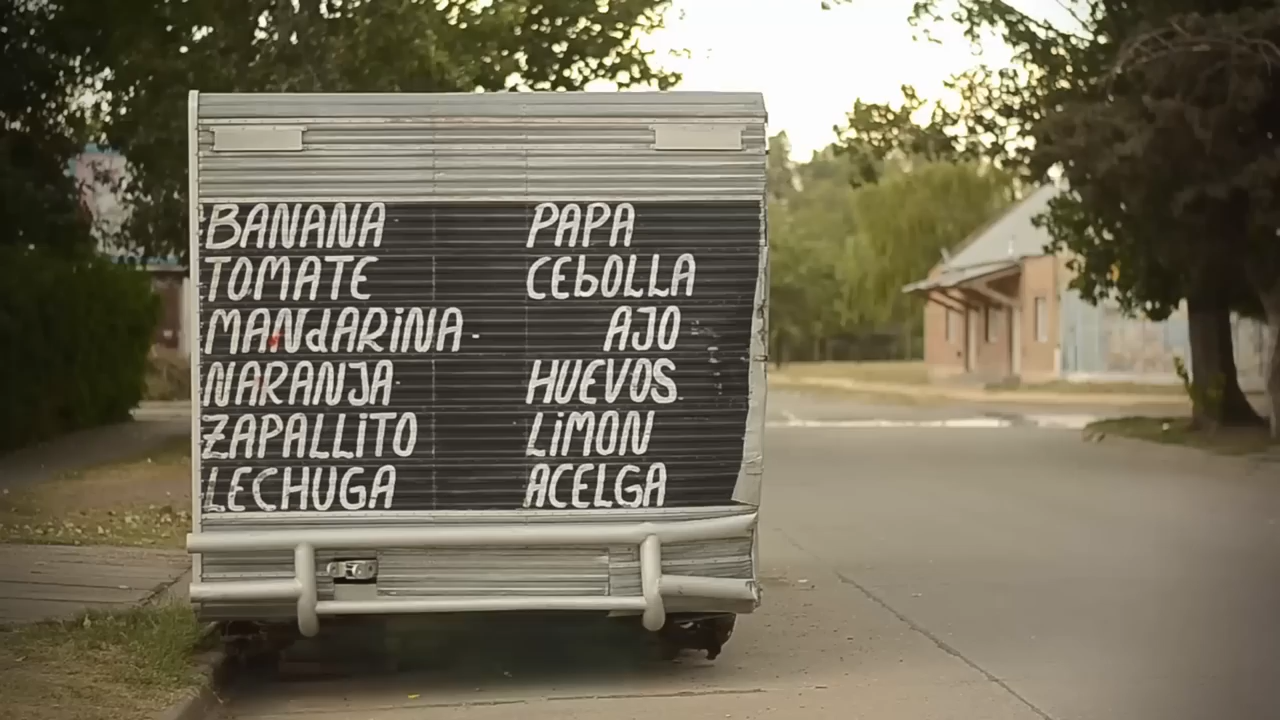 BANANA
TOMATE
MANdARiNA-
NARANJA-
ZAPALLiTO
LECHUGA
PAPA
CEbOLLA
AJO
HUEVOS
LiMON
ACELGA